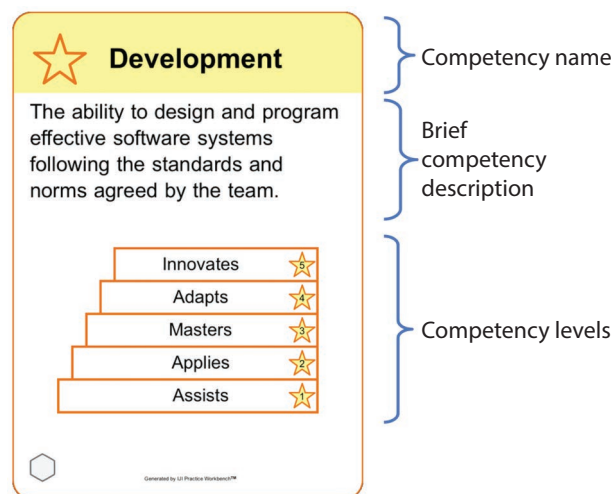 Development
Competency name
The ability to design and program
effective software systems
following the standards and
norms agreed by the team.
Brief
competency
description
Innovates 5
Adapts 4
Masters 3
Applies 2
Assists 1
Competency levels
Generated by IJI Practice Workbench™